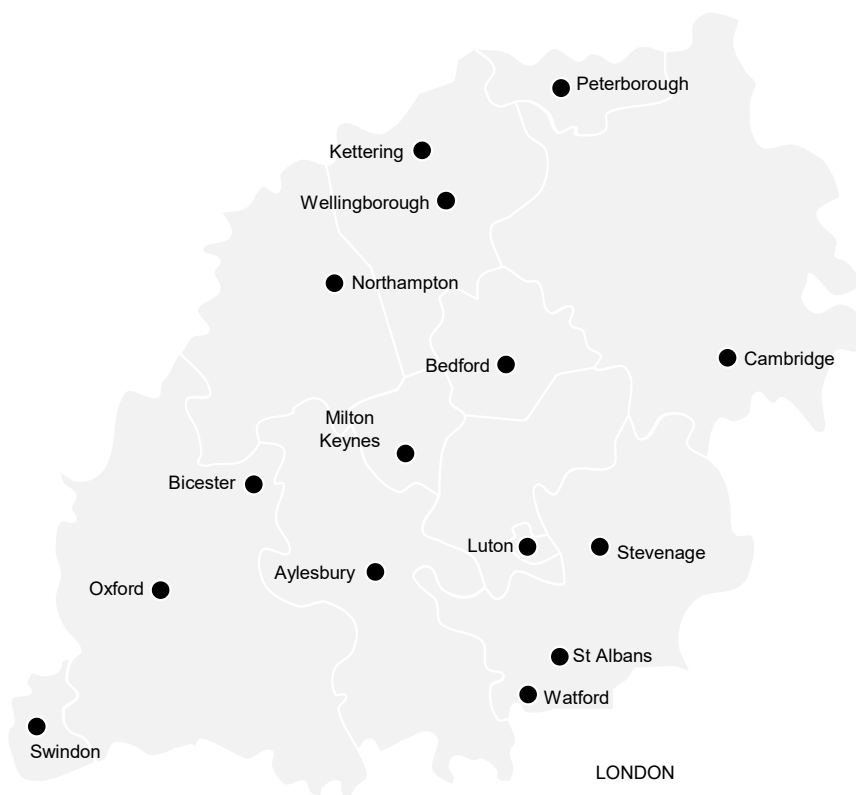 Peterborough
Kettering
Wellingborough
Northampton
Cambridge
Bedford
Milton
Keynes
Bicester
Luton
Stevenage
Aylesbury
Oxford
St Albans
Watford
Swindon
LONDON